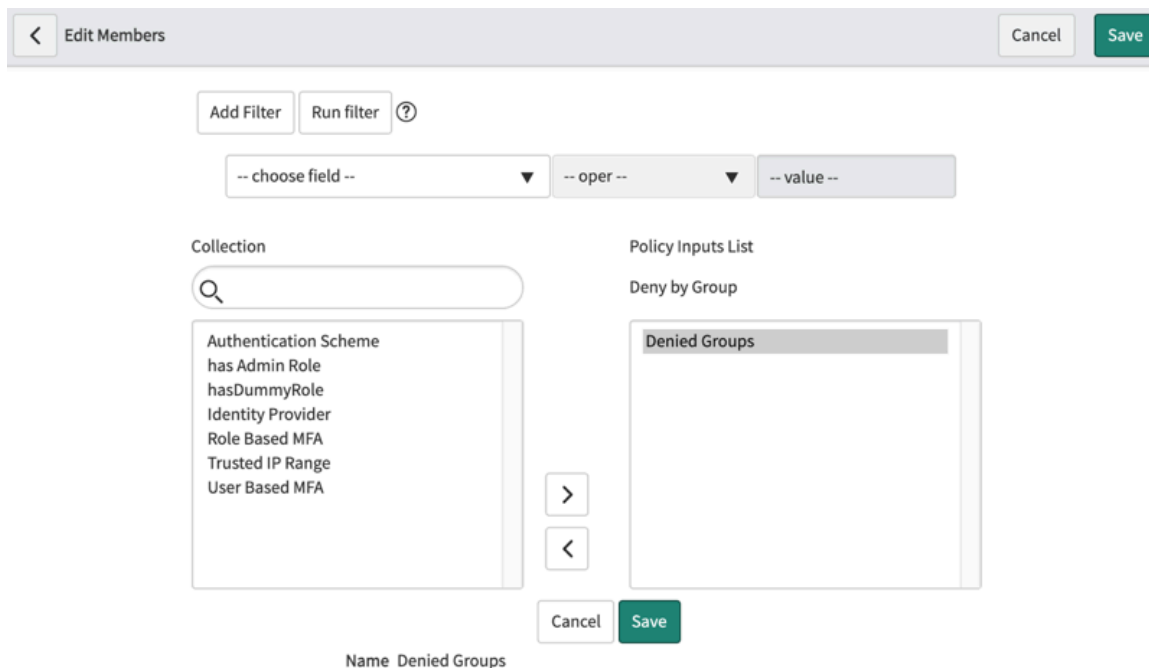 Edit Members
Cancel
Save
Add Filter
Run filter
?
-- choose field --
-- oper --
-- value --
Collection
Policy Inputs List
Deny by Group
Authentication Scheme
has Admin Role
hasDummyRole
Identity Provider
Role Based MFA
Trusted IP Range
User Based MFA
Denied Groups
Cancel
Save
Name Denied Groups